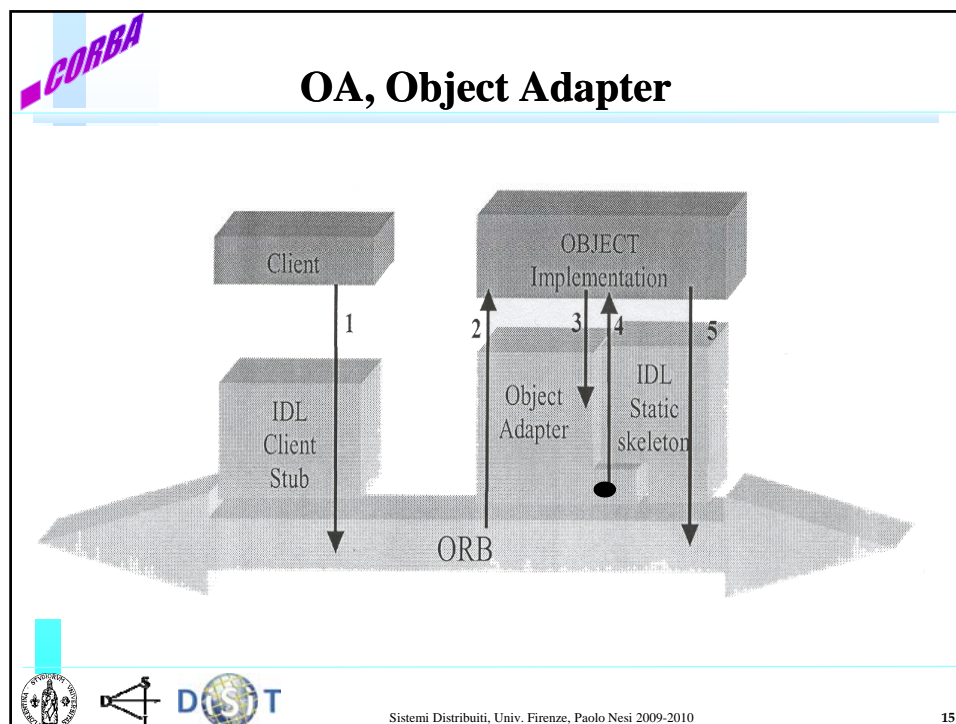 CORBA
OA, Object Adapter
Client
OBJECT
Implementation
1
2
3
4
5
IDL
Client
Stub
Object
Adapter
IDL
Static
skeleton
ORB
DISIT
Sistemi Distribuiti, Univ. Firenze, Paolo Nesi 2009-2010
15